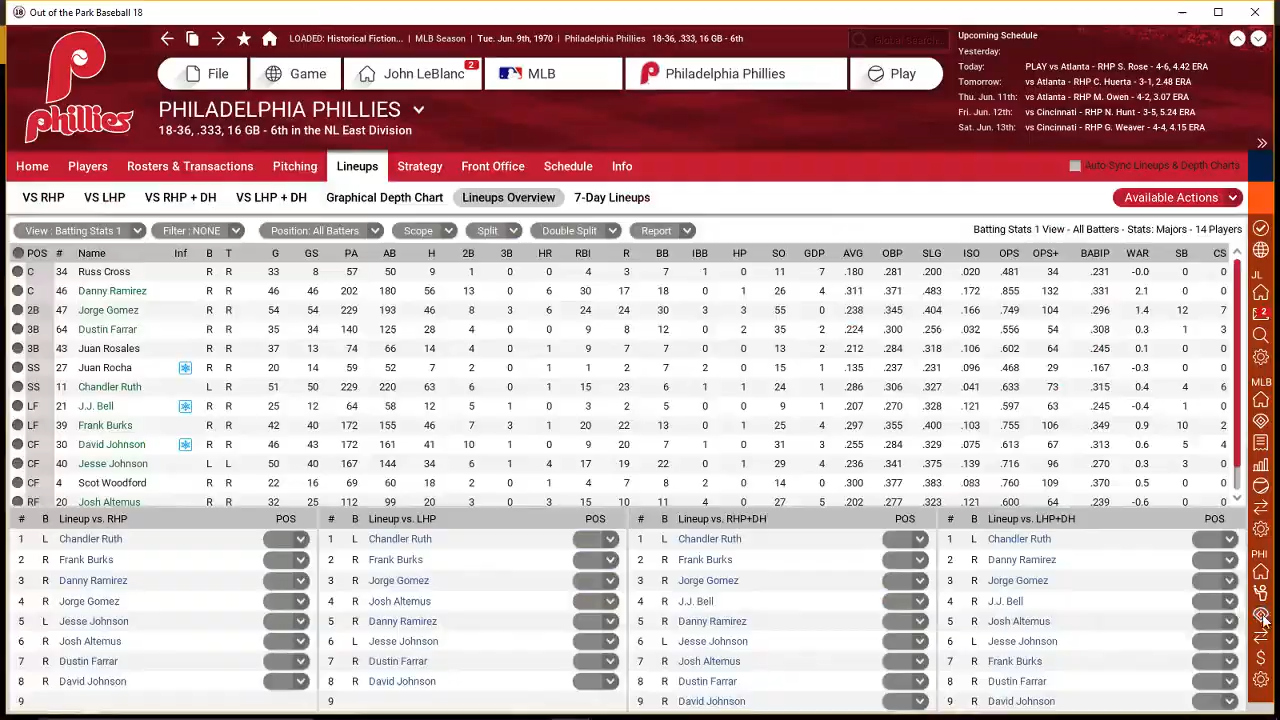 Out of the Park Baseball 18
LOADED: Historical Fiction... | MLB Season | Tue. Jun. 9th, 1970 | Philadelphia Phillies 18-36, .333, 16 GB - 6th
Global Search...
Upcoming Schedule
Yesterday:
Today: PLAY vs Atlanta - RHP S. Rose - 4-6, 4.42 ERA
Tomorrow: vs Atlanta - RHP C. Huerta - 3-1, 2.48 ERA
Thu. Jun. 11th: vs Atlanta - RHP M. Owen - 4-2, 3.07 ERA
Fri. Jun. 12th: vs Cincinnati - RHP N. Hunt - 3-5, 5.24 ERA
Sat. Jun. 13th: vs Cincinnati - RHP G. Weaver - 4-4, 4.15 ERA
Phillies
File Game John LeBlanc 2 MLB Philadelphia Phillies Play
PHILADELPHIA PHILLIES
18-36, .333, 16 GB - 6th in the NL East Division
Home Players Rosters & Transactions Pitching Lineups Strategy Front Office Schedule Info Auto-Sync Lineups & Depth Charts
VS RHP VS LHP VS RHP + DH VS LHP + DH Graphical Depth Chart Lineups Overview 7-Day Lineups Available Actions
View : Batting Stats 1 Filter : NONE Position: All Batters Scope Split Double Split Report Batting Stats 1 View - All Batters - Stats: Majors - 14 Players
POS # Name Inf B T G GS PA AB H 2B 3B HR RBI R BB IBB HP SO GDP AVG OBP SLG ISO OPS OPS+ BABIP WAR SB CS
C 34 Russ Cross R R 33 8 57 50 9 1 0 0 4 3 7 1 0 11 7 .180 .281 .200 .020 .481 34 .231 -0.0 0 0
C 46 Danny Ramirez R R 46 46 202 180 56 13 0 6 30 17 18 0 1 26 4 .311 .371 .483 .172 .855 132 .331 2.1 0 0
2B 47 Jorge Gomez R R 54 54 229 193 46 8 3 6 24 24 30 3 3 55 0 .238 .345 .404 .166 .749 104 .296 1.4 12 7
3B 64 Dustin Farrar R R 35 34 140 125 28 4 0 0 9 8 12 0 2 35 2 .224 .300 .256 .032 .556 54 .308 0.3 1 3
3B 43 Juan Rosales R R 37 13 74 66 14 4 0 1 9 7 7 0 0 13 2 .212 .284 .318 .106 .602 64 .245 0.1 0 0
SS 27 Juan Rocha R R 20 14 59 52 7 2 0 1 1 2 7 2 0 15 1 .135 .237 .231 .096 .468 29 .167 -0.3 0 0
SS 11 Chandler Ruth L R 51 50 229 220 63 6 0 1 15 23 6 1 1 24 1 .286 .306 .327 .041 .633 73 .315 0.4 4 6
LF 21 J.J. Bell R R 25 12 64 58 12 5 1 0 3 2 5 0 0 9 1 .207 .270 .328 .121 .597 63 .245 -0.4 1 0
LF 39 Frank Burks R R 42 40 172 155 46 7 3 1 20 22 13 0 1 25 4 .297 .355 .400 .103 .755 106 .349 0.9 10 2
CF 30 David Johnson R R 46 43 172 161 41 10 1 0 9 20 7 1 0 31 3 .255 .284 .329 .075 .613 67 .313 0.6 5 4
CF 40 Jesse Johnson L L 50 40 167 144 34 6 1 4 17 19 22 0 1 29 4 .236 .341 .375 .139 .716 96 .270 0.3 3 0
CF 4 Scot Woodford R R 22 16 69 60 18 2 0 1 4 7 8 2 0 9 0 .300 .377 .383 .083 .760 109 .370 0.5 0 0
RF 20 Josh Altemus R R 32 25 112 99 20 3 0 3 15 10 11 4 0 27 5 .202 .277 .323 .121 .600 64 .239 -0.6 0 0
# B Lineup vs. RHP POS # B Lineup vs. LHP POS # B Lineup vs. RHP+DH POS # B Lineup vs. LHP+DH POS
1 L Chandler Ruth 1 L Chandler Ruth 1 L Chandler Ruth 1 L Chandler Ruth
2 R Frank Burks 2 R Frank Burks 2 R Frank Burks 2 R Danny Ramirez
3 R Danny Ramirez 3 R Jorge Gomez 3 R Jorge Gomez 3 R Jorge Gomez
4 R Jorge Gomez 4 R Josh Altemus 4 R J.J. Bell 4 R J.J. Bell
5 L Jesse Johnson 5 R Danny Ramirez 5 R Danny Ramirez 5 R Josh Altemus
6 R Josh Altemus 6 L Jesse Johnson 6 L Jesse Johnson 6 L Jesse Johnson
7 R Dustin Farrar 7 R Dustin Farrar 7 R Josh Altemus 7 R Frank Burks
8 R David Johnson 8 R David Johnson 8 R Dustin Farrar 8 R Dustin Farrar
9 9 9 R David Johnson 9 R David Johnson
JL
2
MLB
PHI